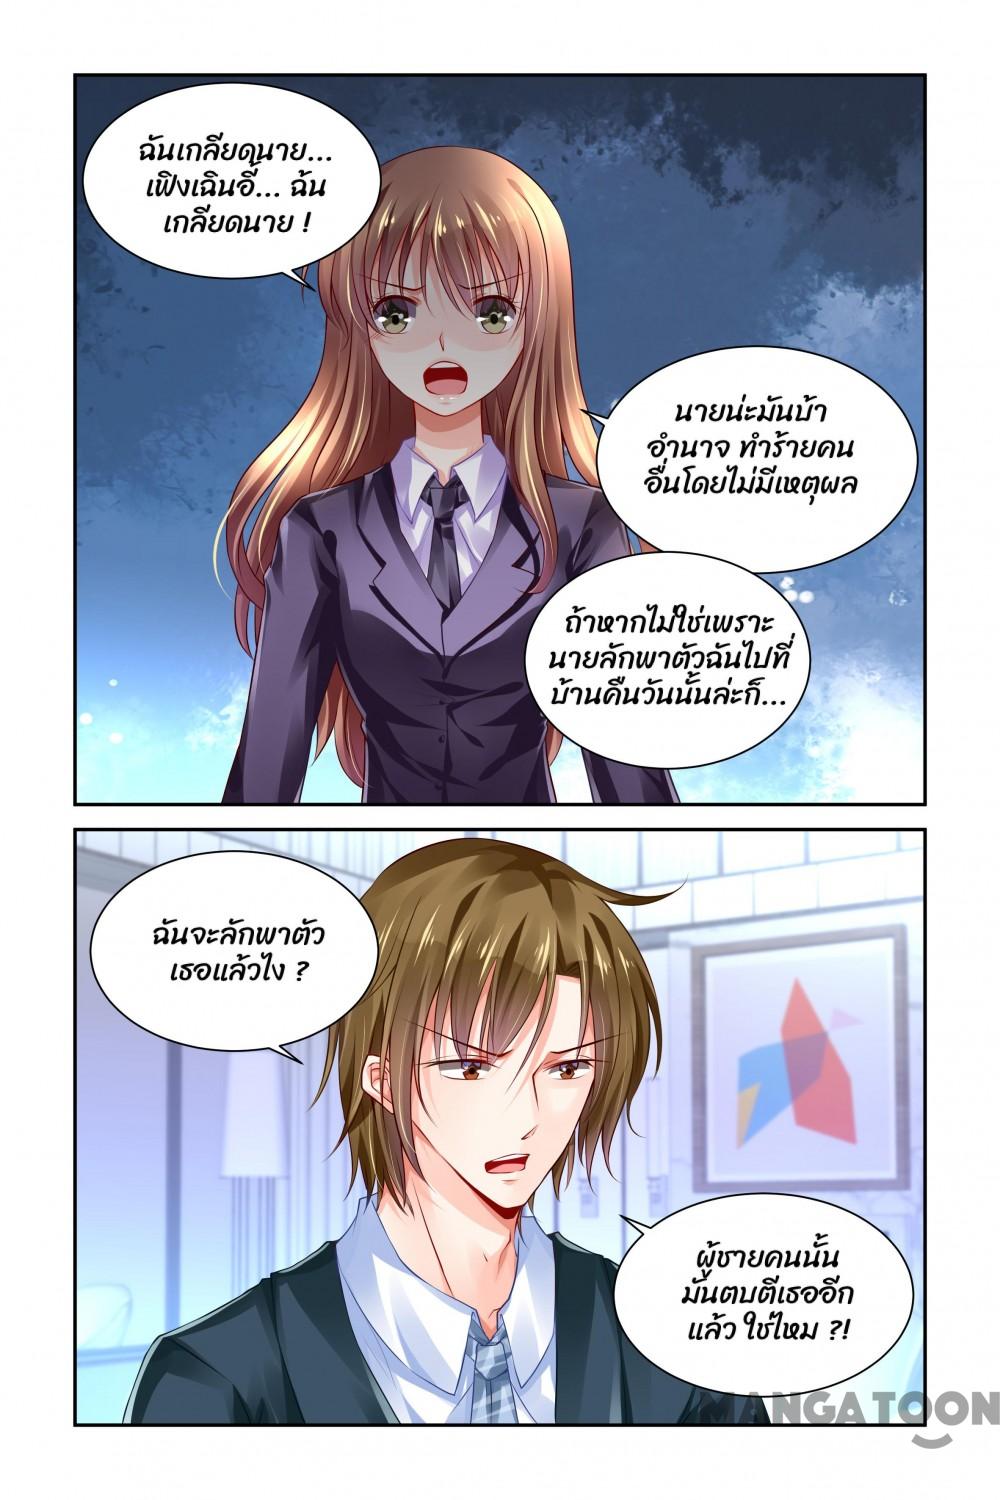 ฉันเกลียดนาย...
เฟิงเฉินอี้... ฉัน
เกลียดนาย !
นายน่ะมันบ้า
อำนาจ ทำร้ายคน
อื่นโดยไม่มีเหตุผล
ถ้าหากไม่ใช่เพราะ
นายลักพาตัวฉันไปที่
บ้านคืนวันนั้นล่ะก็...
ฉันจะลักพาตัว
เธอแล้วไง ?
ผู้ชายคนนั้น
มันตบตีเธออีก
แล้ว ใช่ไหม ?!
MANGATOON